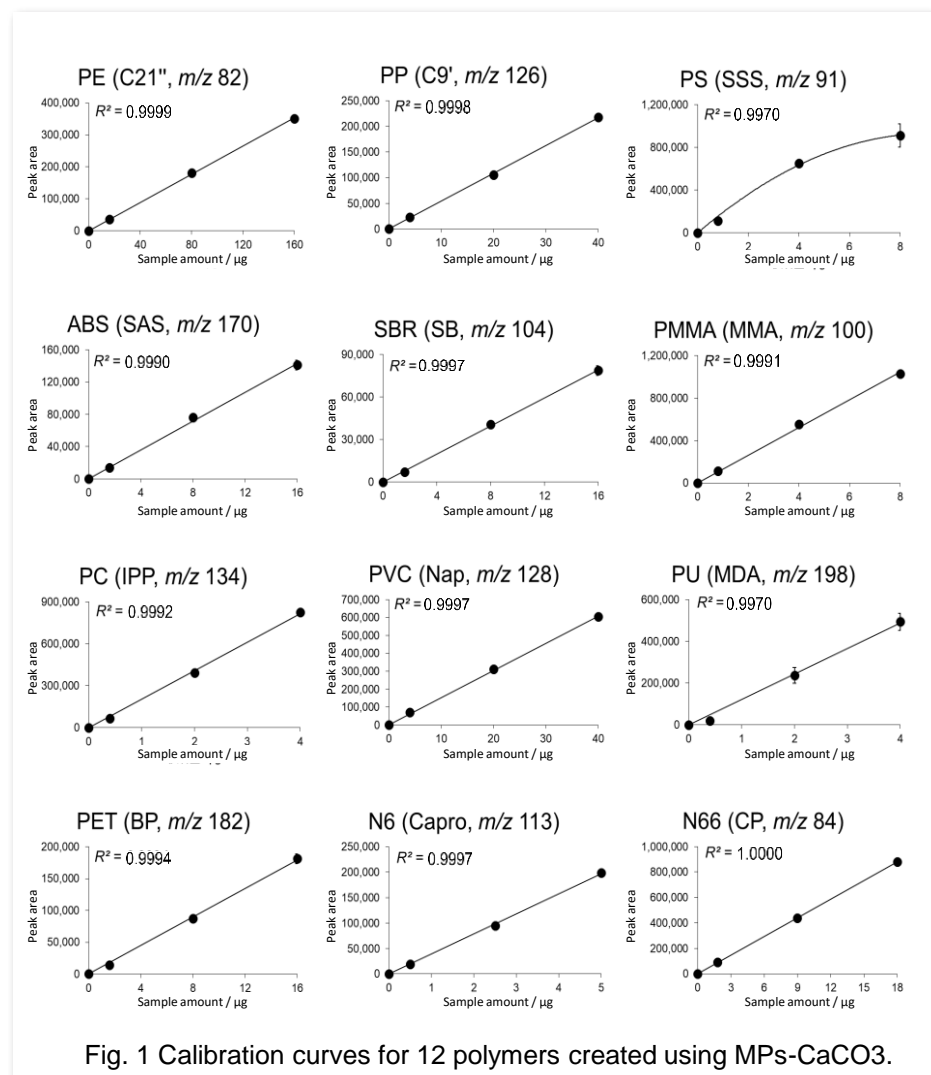 PE (C21", m/z 82)
R² = 0.9999
400,000
300,000
200,000
100,000
0
Peak area
0 40 80 120 160
Sample amount / µg
PP (C9', m/z 126)
R² = 0.9998
250,000
200,000
150,000
100,000
50,000
0
Peak area
0 10 20 30 40
Sample amount / µg
PS (SSS, m/z 91)
R² = 0.9970
1,200,000
800,000
400,000
0
Peak area
0 2 4 6 8
Sample amount / µg
ABS (SAS, m/z 170)
R² = 0.9990
160,000
120,000
80,000
40,000
0
Peak area
0 4 8 12 16
Sample amount / µg
SBR (SB, m/z 104)
R² =0.9997
90,000
60,000
30,000
0
Peak area
0 4 8 12 16
Sample amount / µg
PMMA (MMA, m/z 100)
R² = 0.9991
1,200,000
800,000
400,000
0
Peak area
0 2 4 6 8
Sample amount / µg
PC (IPP, m/z 134)
R² = 0.9992
900,000
600,000
300,000
0
Peak area
0 1 2 3 4
Sample amount / µg
PVC (Nap, m/z 128)
R² = 0.9997
700,000
600,000
500,000
400,000
300,000
200,000
100,000
0
Peak area
0 10 20 30 40
Sample amount / µg
PU (MDA, m/z 198)
R² = 0.9970
600,000
400,000
200,000
0
Peak area
0 1 2 3 4
Sample amount / µg
PET (BP, m/z 182)
R² = 0.9994
200,000
150,000
100,000
50,000
0
Peak area
0 4 8 12 16
Sample amount / µg
N6 (Capro, m/z 113)
R² = 0.9997
250,000
200,000
150,000
100,000
50,000
0
Peak area
0 1 2 3 4 5
Sample amount / µg
N66 (CP, m/z 84)
R² = 1.0000
1,000,000
800,000
600,000
400,000
200,000
0
Peak area
0 3 6 9 12 15 18
Sample amount / µg
Fig. 1 Calibration curves for 12 polymers created using MPs-CaCO3.